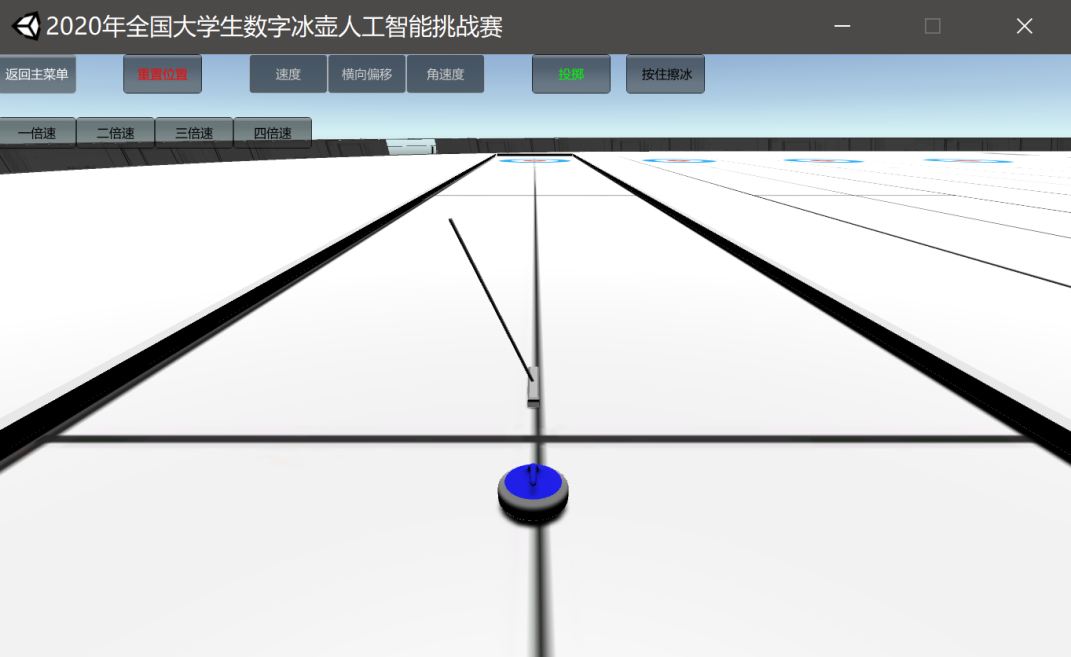 2020年全国大学生数字冰壶人工智能挑战赛
返回主菜单 重置位置 速度 横向偏移 角速度 投掷 按住擦冰
一倍速 二倍速 三倍速 四倍速